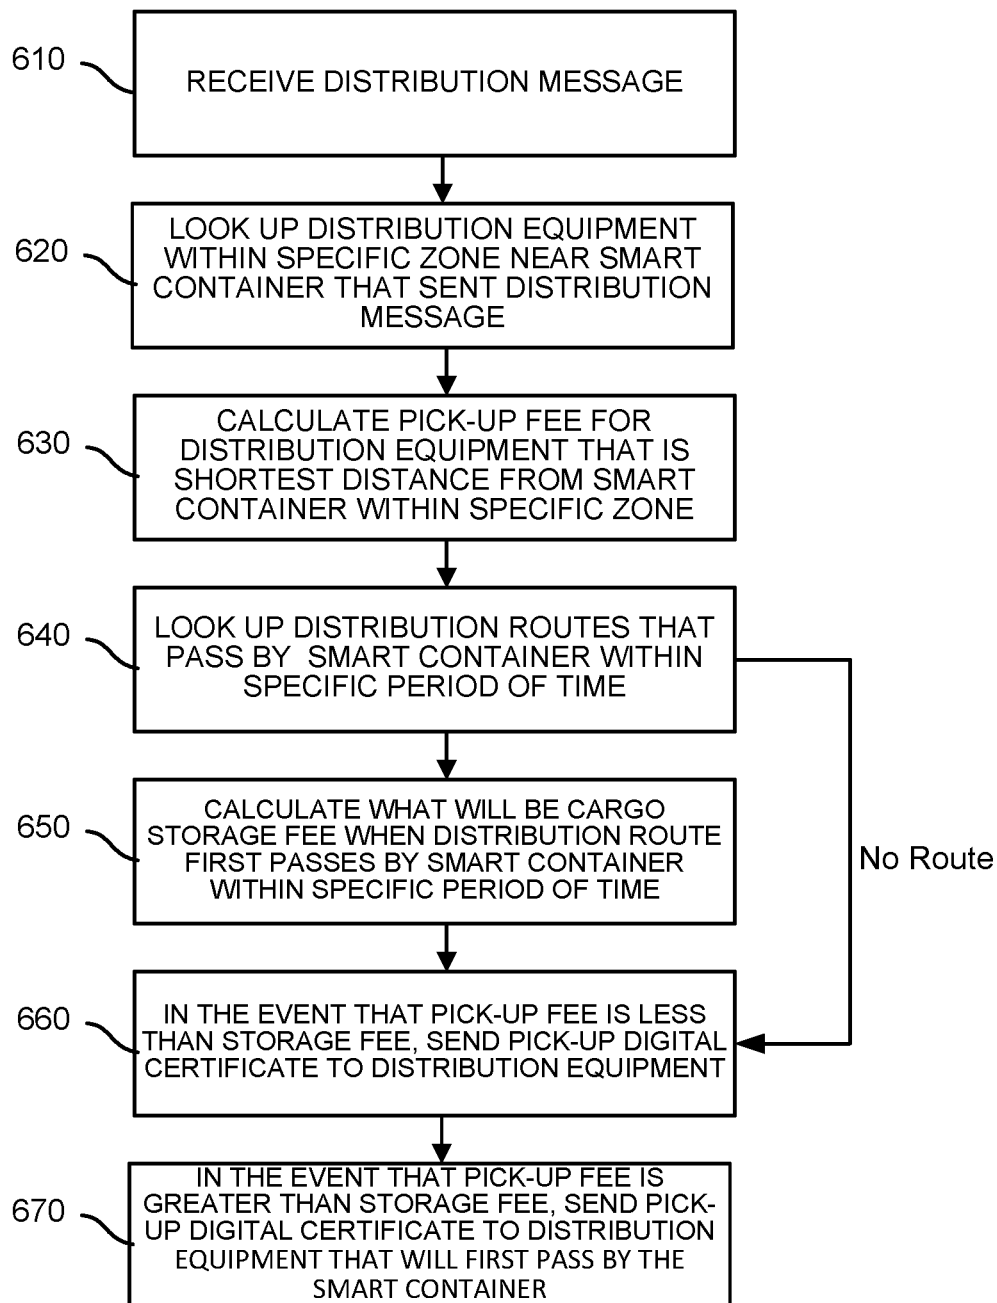 610
RECEIVE DISTRIBUTION MESSAGE
620
LOOK UP DISTRIBUTION EQUIPMENT
WITHIN SPECIFIC ZONE NEAR SMART
CONTAINER THAT SENT DISTRIBUTION
MESSAGE
630
CALCULATE PICK-UP FEE FOR
DISTRIBUTION EQUIPMENT THAT IS
SHORTEST DISTANCE FROM SMART
CONTAINER WITHIN SPECIFIC ZONE
640
LOOK UP DISTRIBUTION ROUTES THAT
PASS BY SMART CONTAINER WITHIN
SPECIFIC PERIOD OF TIME
650
CALCULATE WHAT WILL BE CARGO
STORAGE FEE WHEN DISTRIBUTION ROUTE
FIRST PASSES BY SMART CONTAINER
WITHIN SPECIFIC PERIOD OF TIME
No Route
660
IN THE EVENT THAT PICK-UP FEE IS LESS
THAN STORAGE FEE, SEND PICK-UP DIGITAL
CERTIFICATE TO DISTRIBUTION EQUIPMENT
670
IN THE EVENT THAT PICK-UP FEE IS
GREATER THAN STORAGE FEE, SEND PICK-
UP DIGITAL CERTIFICATE TO DISTRIBUTION
EQUIPMENT THAT WILL FIRST PASS BY THE
SMART CONTAINER